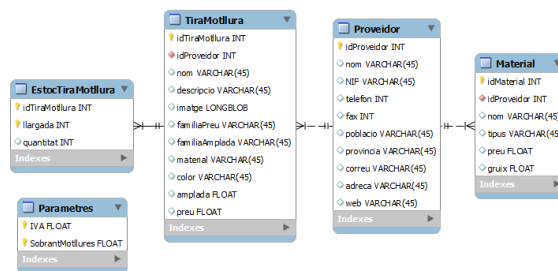 EstocTiraMotllura
idTiraMotllura INT
llargada INT
quantitat INT
Indexes
Parametres
IVA FLOAT
SobrantMotllures FLOAT
TiraMotllura
idTiraMotllura INT
idProveidor INT
nom VARCHAR(45)
descripcio VARCHAR(45)
imatge LONGBLOB
familiaPreu VARCHAR(45)
familiaAmplada VARCHAR(45)
material VARCHAR(45)
color VARCHAR(45)
amplada FLOAT
preu FLOAT
Indexes
Proveidor
idProveidor INT
nom VARCHAR(45)
NIF VARCHAR(45)
telefon INT
fax INT
poblacio VARCHAR(45)
provincia VARCHAR(45)
correu VARCHAR(45)
adreca VARCHAR(45)
web VARCHAR(45)
Indexes
Material
idMaterial INT
idProveidor INT
nom VARCHAR(45)
tipus VARCHAR(45)
preu FLOAT
gruix FLOAT
Indexes